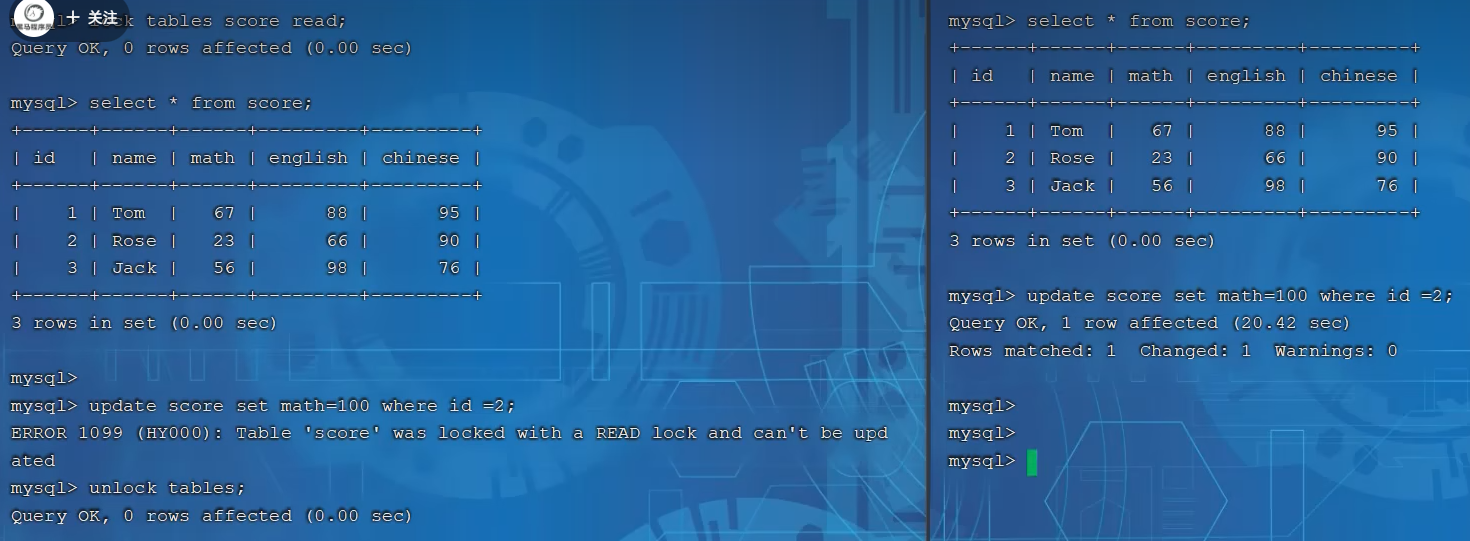 + 关注
黑马程序员
lock tables score read;
Query OK, 0 rows affected (0.00 sec)
mysql> select * from score;
+------+------+------+---------+---------+
| id   | name | math | english | chinese |
+------+------+------+---------+---------+
|    1 | Tom  |   67 |      88 |      95 |
|    2 | Rose |   23 |      66 |      90 |
|    3 | Jack |   56 |      98 |      76 |
+------+------+------+---------+---------+
3 rows in set (0.00 sec)
mysql>
mysql> update score set math=100 where id =2;
ERROR 1099 (HY000): Table 'score' was locked with a READ lock and can't be upd
ated
mysql> unlock tables;
Query OK, 0 rows affected (0.00 sec)
mysql> select * from score;
+------+------+------+---------+---------+
| id   | name | math | english | chinese |
+------+------+------+---------+---------+
|    1 | Tom  |   67 |      88 |      95 |
|    2 | Rose |   23 |      66 |      90 |
|    3 | Jack |   56 |      98 |      76 |
+------+------+------+---------+---------+
3 rows in set (0.00 sec)
mysql> update score set math=100 where id =2;
Query OK, 1 row affected (20.42 sec)
Rows matched: 1  Changed: 1  Warnings: 0
mysql>
mysql>
mysql>